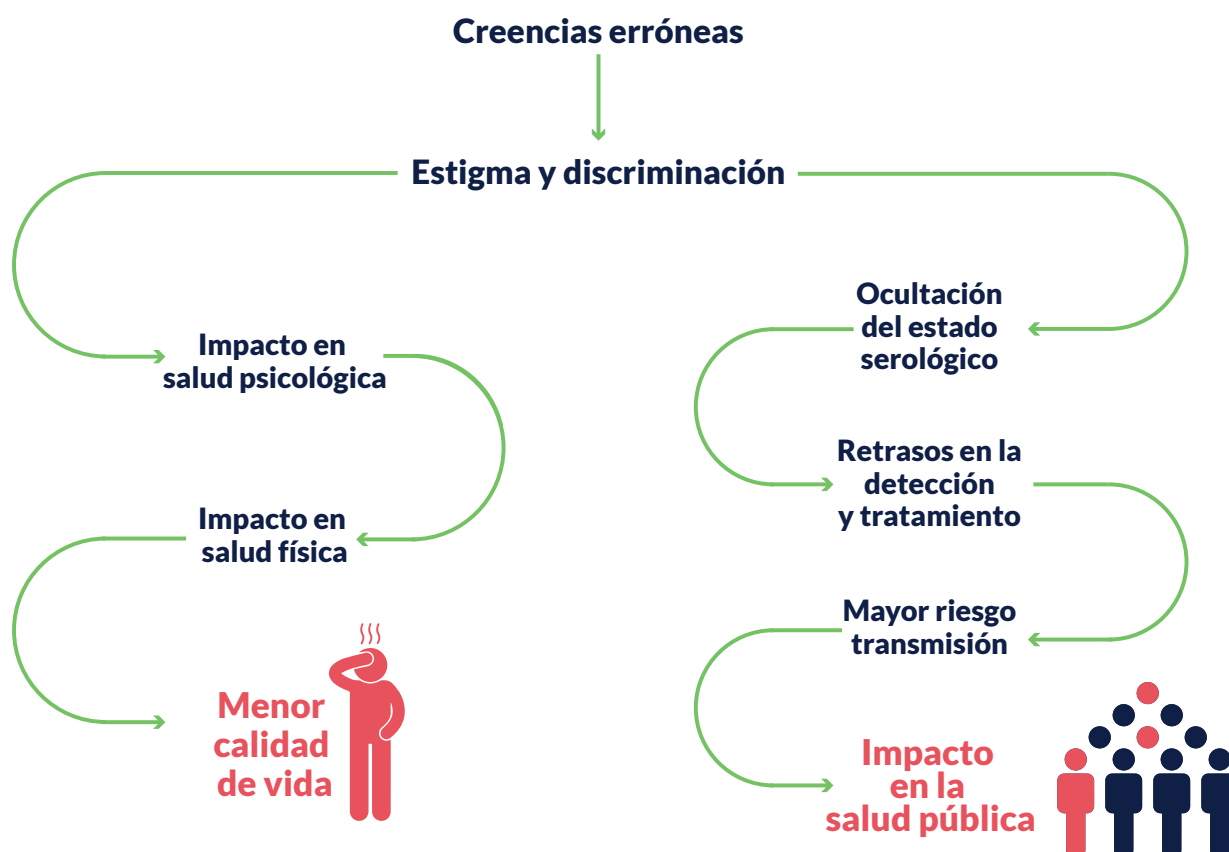 Creencias erróneas
Estigma y discriminación
Impacto en
salud psicológica
Impacto en
salud física
Menor
calidad
de vida
Ocultación
del estado
serológico
Retrasos en la
detección
y tratamiento
Mayor riesgo
transmisión
Impacto
en la
salud pública